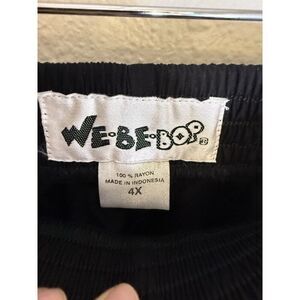 WE·BE·BOP
100 % RAYON
MADE IN INDONESIA
4X